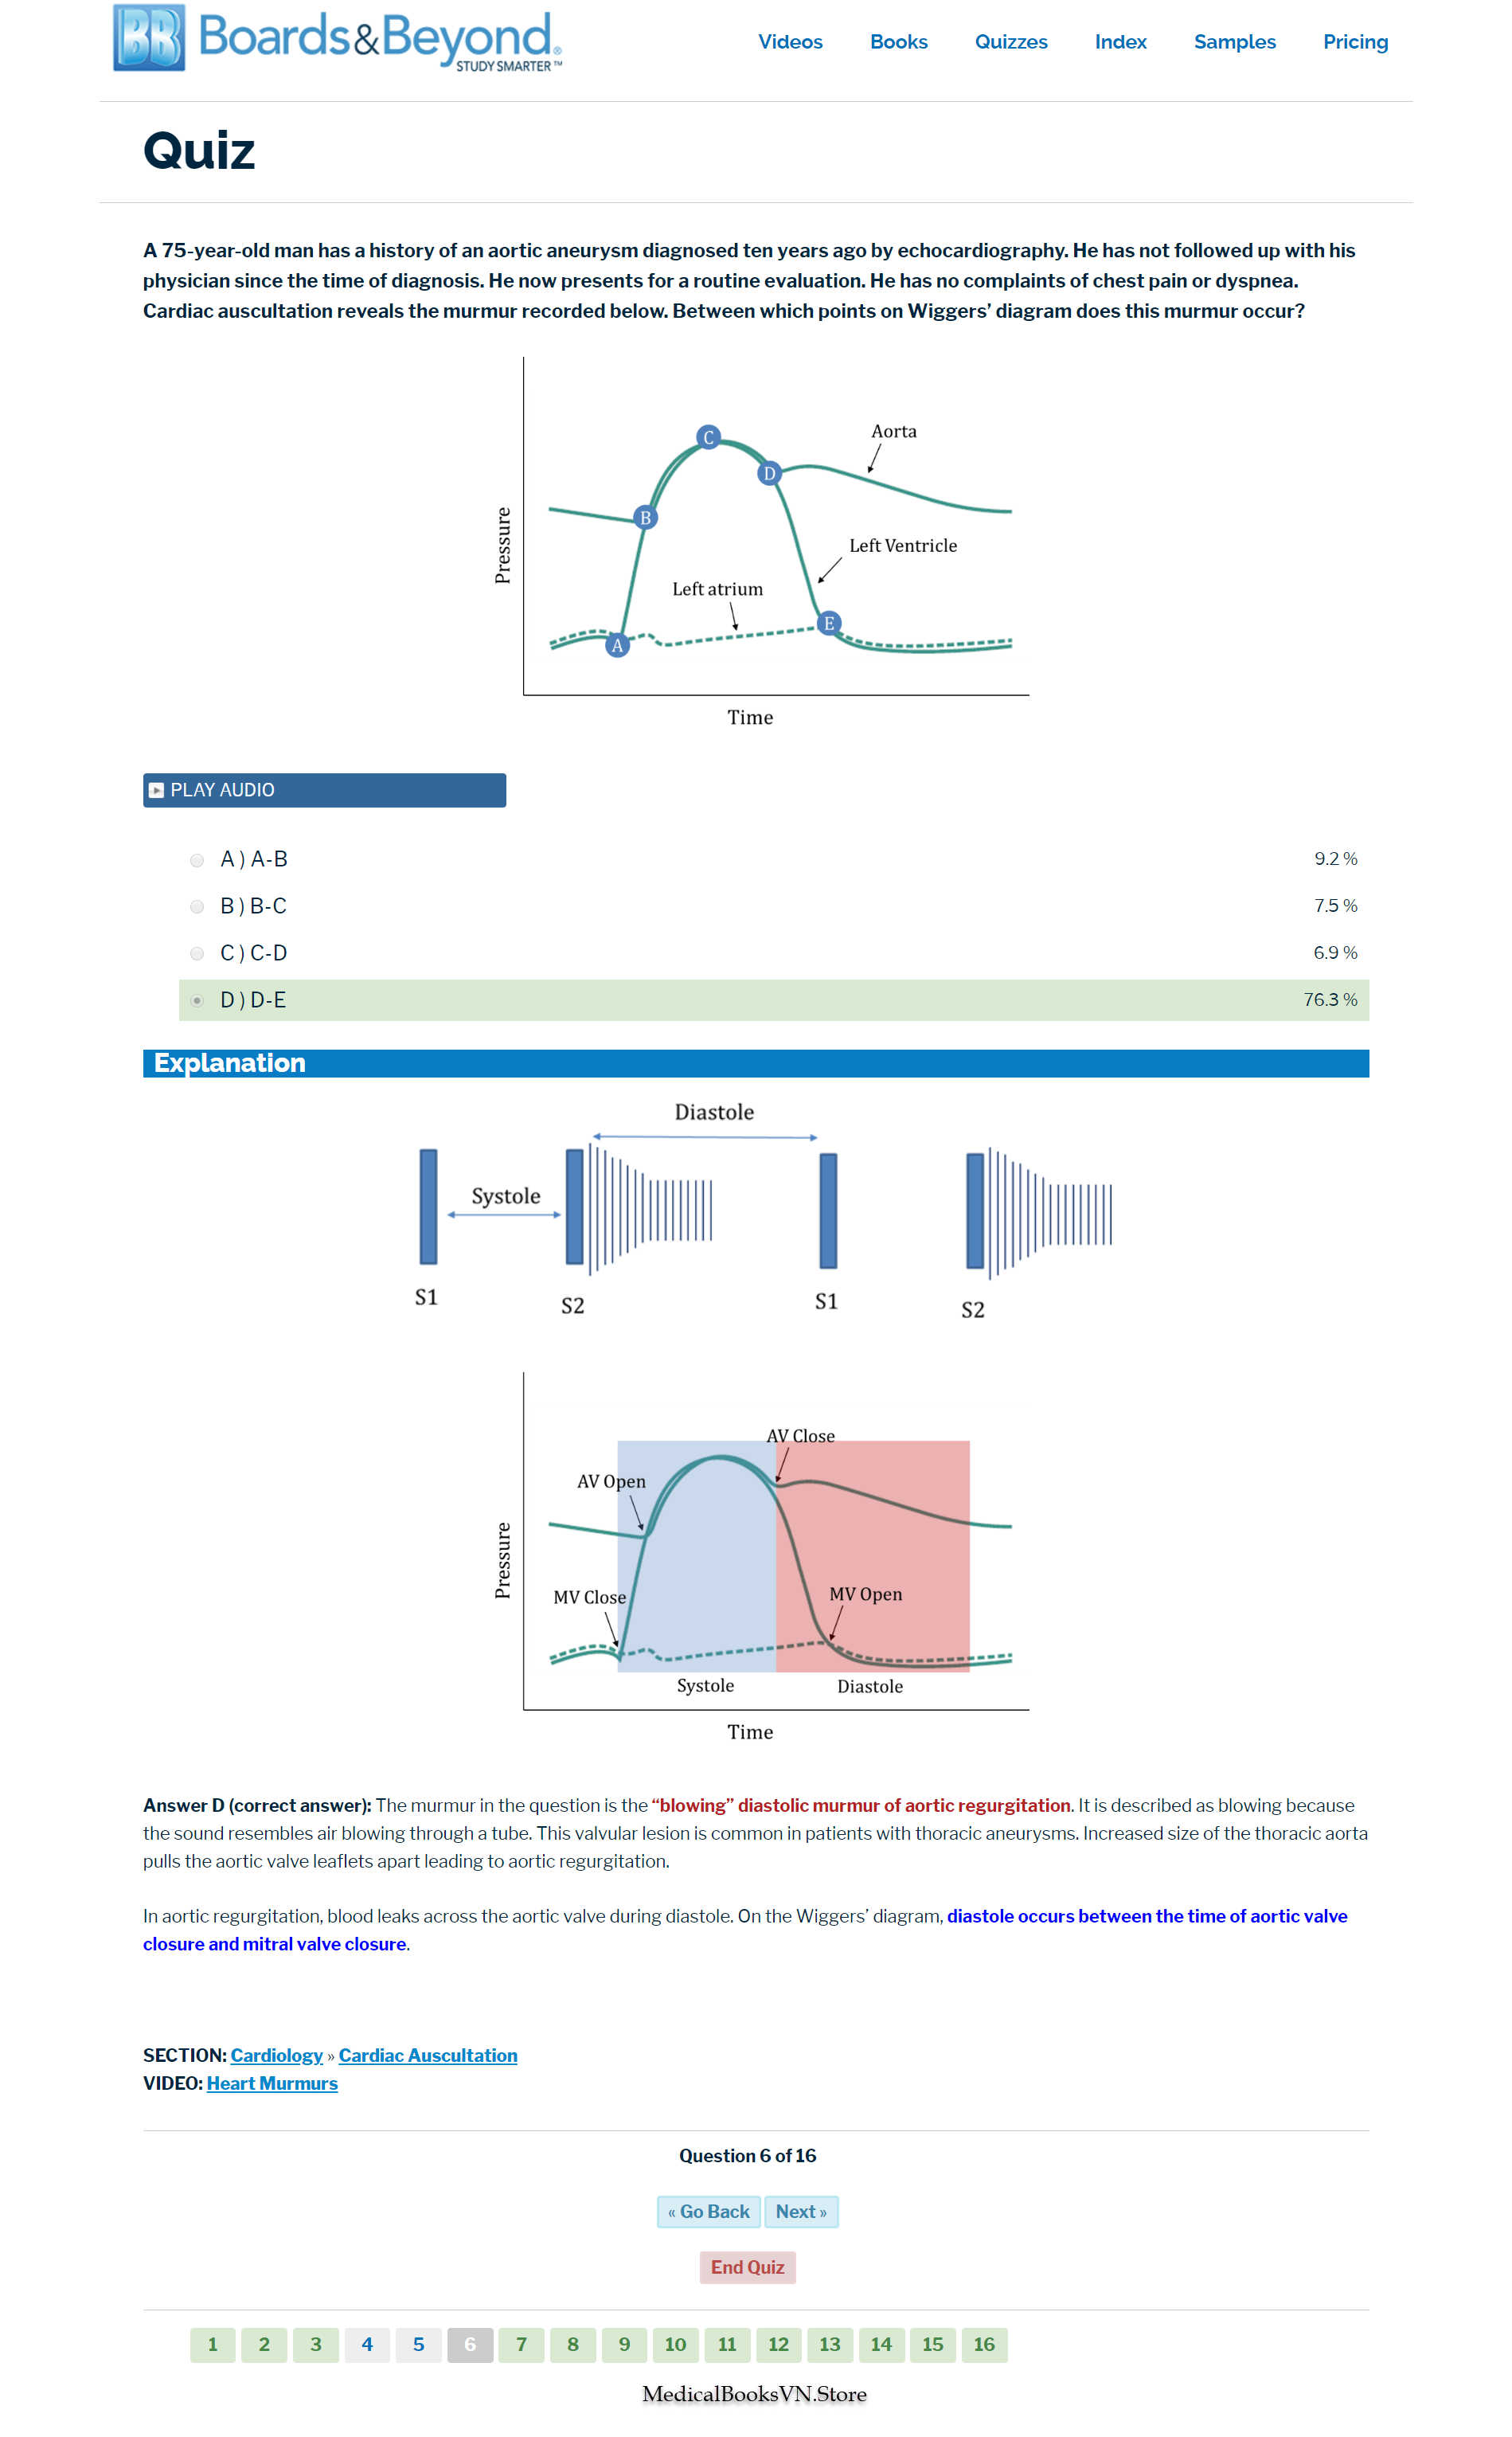 BB Boards&Beyond®
STUDY SMARTER™
Videos Books Quizzes Index Samples Pricing
Quiz
A 75-year-old man has a history of an aortic aneurysm diagnosed ten years ago by echocardiography. He has not followed up with his
physician since the time of diagnosis. He now presents for a routine evaluation. He has no complaints of chest pain or dyspnea.
Cardiac auscultation reveals the murmur recorded below. Between which points on Wiggers’ diagram does this murmur occur?
Aorta
C
D
B
Left Ventricle
Pressure
Left atrium
E
A
Time
PLAY AUDIO
A ) A-B 9.2 %
B ) B-C 7.5 %
C ) C-D 6.9 %
D ) D-E 76.3 %
Explanation
Diastole
Systole
S1 S2 S1 S2
AV Close
AV Open
Pressure
MV Close MV Open
Systole Diastole
Time
Answer D (correct answer): The murmur in the question is the “blowing” diastolic murmur of aortic regurgitation. It is described as blowing because
the sound resembles air blowing through a tube. This valvular lesion is common in patients with thoracic aneurysms. Increased size of the thoracic aorta
pulls the aortic valve leaflets apart leading to aortic regurgitation.
In aortic regurgitation, blood leaks across the aortic valve during diastole. On the Wiggers’ diagram, diastole occurs between the time of aortic valve
closure and mitral valve closure.
SECTION: Cardiology » Cardiac Auscultation
VIDEO: Heart Murmurs
Question 6 of 16
« Go Back Next »
End Quiz
1 2 3 4 5 6 7 8 9 10 11 12 13 14 15 16
MedicalBooksVN.Store